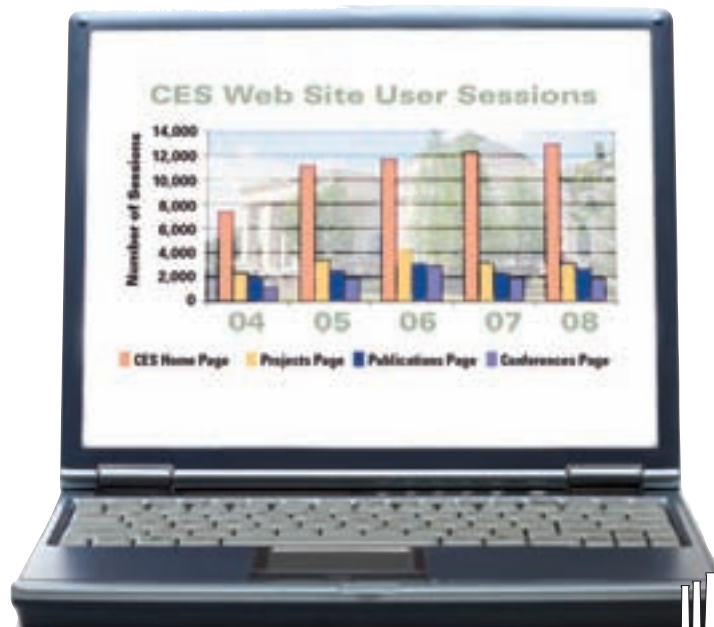 CES Web Site User Sessions
Number of Sessions
14,000
12,000
10,000
8,000
6,000
4,000
2,000
0
04 05 06 07 08
CES Home Page Projects Page Publications Page Conferences Page